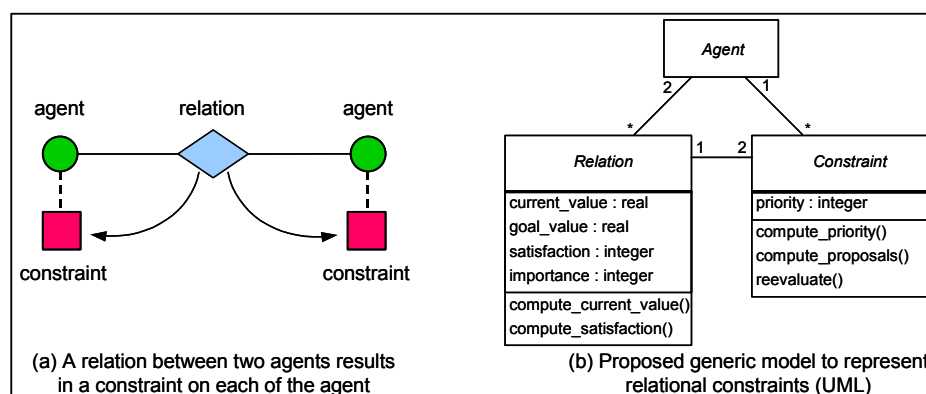 agent
relation
agent
constraint
constraint
(a) A relation between two agents results
in a constraint on each of the agent
Agent
2
1
*
*
Relation
1
2
Constraint
current_value : real
goal_value : real
satisfaction : integer
importance : integer
compute_current_value()
compute_satisfaction()
priority : integer
compute_priority()
compute_proposals()
reevaluate()
(b) Proposed generic model to represent
relational constraints (UML)